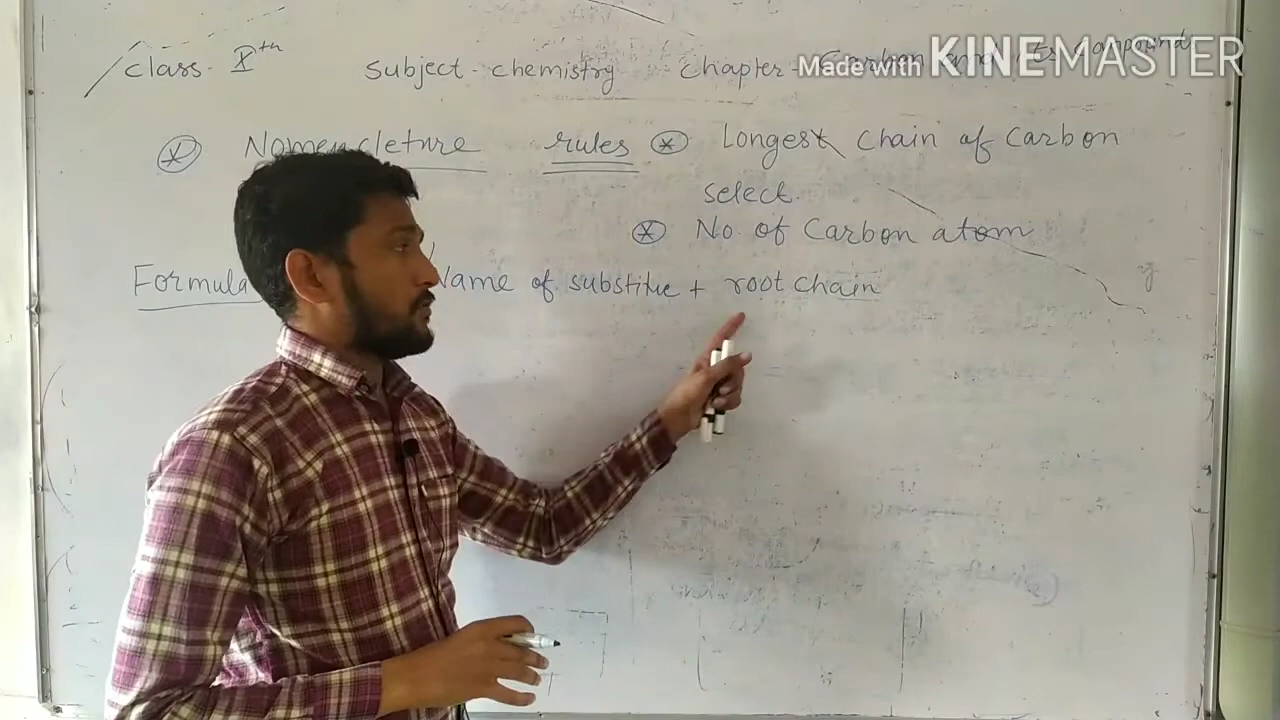 Class - Xth Subject - chemistry Chapter - Carbon and its Compound
Made with KINEMASTER
Nomencleture rules * Longest Chain of Carbon
select.
* No. of Carbon atom
Formula Name of substitue + root chain